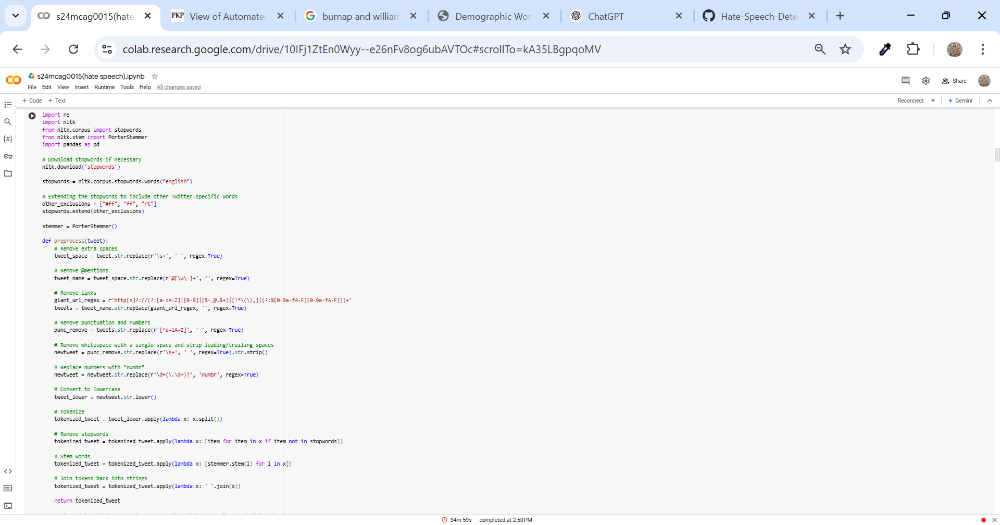 s24mcag0015(hate
View of Automated
burnap and william
Demographic Wor
ChatGPT
Hate-Speech-Dete
colab.research.google.com/drive/10IFj1ZtEn0Wyy--e26nFv8og6ubAVTOc#scrollTo=kA35LBgpqoMV
s24mcag0015(hate speech).ipynb
File Edit View Insert Runtime Tools Help All changes saved
Share
+ Code + Text
Reconnect
Gemini
import re
import nltk
from nltk.corpus import stopwords
from nltk.stem import PorterStemmer
import pandas as pd
# Download stopwords if necessary
nltk.download('stopwords')
stopwords = nltk.corpus.stopwords.words("english")
# Extending the stopwords to include other Twitter-specific words
other_exclusions = ["#ff", "ff", "rt"]
stopwords.extend(other_exclusions)
stemmer = PorterStemmer()
def preprocess(tweet):
# Remove extra spaces
tweet_space = tweet.str.replace(r'\s+', ' ', regex=True)
# Remove @mentions
tweet_name = tweet_space.str.replace(r'@[\w\-]+', '', regex=True)
# Remove links
giant_url_regex = r'http[s]?://(?:[a-zA-Z]|[0-9]|[$-_@.&+]|[!*\(\),]|(?:%[0-9a-fA-F][0-9a-fA-F]))+'
tweets = tweet_name.str.replace(giant_url_regex, '', regex=True)
# Remove punctuation and numbers
punc_remove = tweets.str.replace(r'[^a-zA-Z]', ' ', regex=True)
# Remove whitespace with a single space and strip leading/trailing spaces
newtweet = punc_remove.str.replace(r'\s+', ' ', regex=True).str.strip()
# Replace numbers with "numbr"
newtweet = newtweet.str.replace(r'\d+(\.\d+)?', 'numbr', regex=True)
# Convert to lowercase
tweet_lower = newtweet.str.lower()
# Tokenize
tokenized_tweet = tweet_lower.apply(lambda x: x.split())
# Remove stopwords
tokenized_tweet = tokenized_tweet.apply(lambda x: [item for item in x if item not in stopwords])
# Stem words
tokenized_tweet = tokenized_tweet.apply(lambda x: [stemmer.stem(i) for i in x])
# Join tokens back into strings
tokenized_tweet = tokenized_tweet.apply(lambda x: ' '.join(x))
return tokenized_tweet
34m 59s completed at 2:50 PM